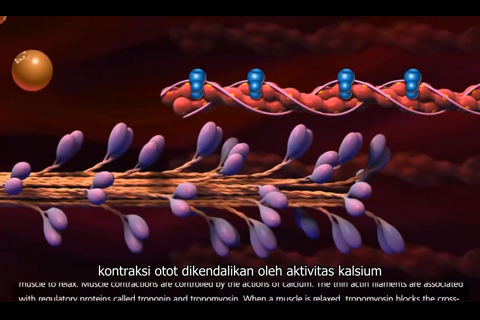 kontraksi otot dikendalikan oleh aktivitas kalsium
muscle to relax. Muscle contractions are controlled by the actions of calcium. The thin actin filaments are associated
with regulatory proteins called troponin and tropomyosin. When a muscle is relaxed, tropomyosin blocks the cross-